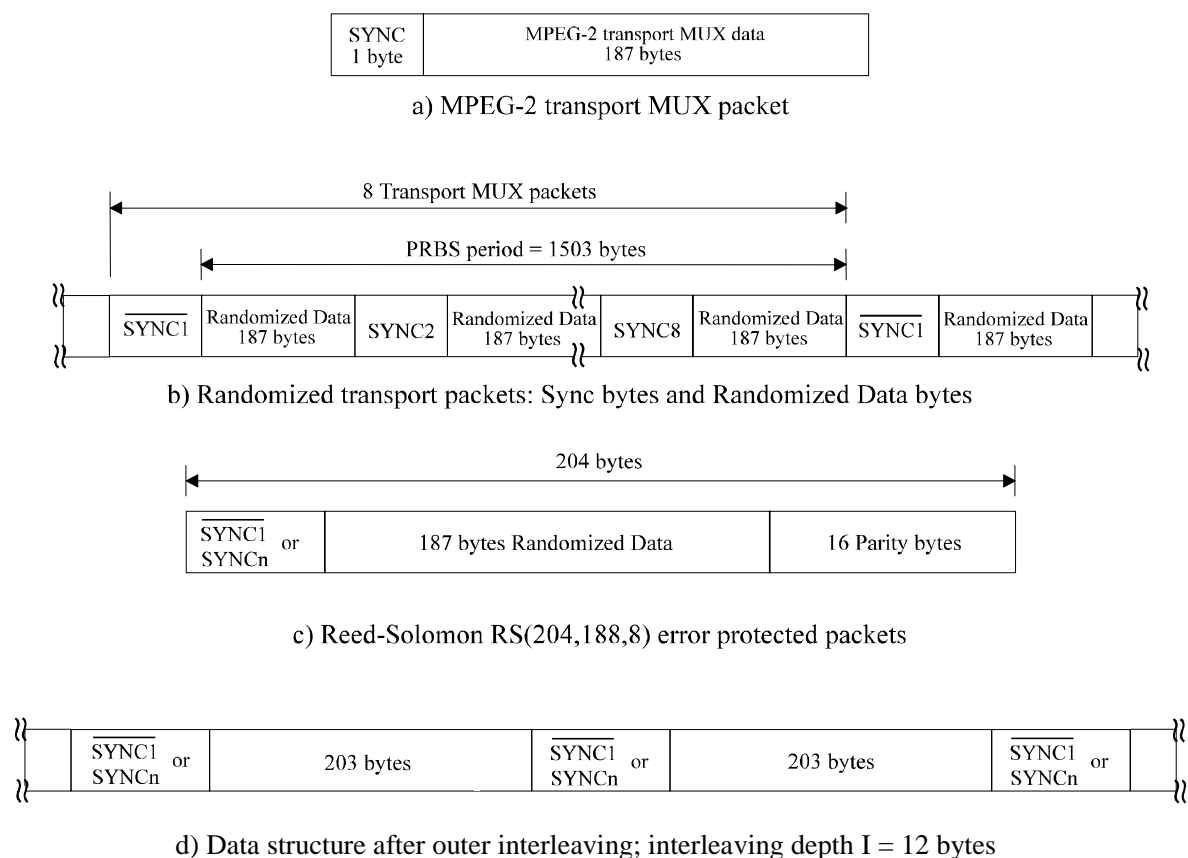 SYNC
1 byte
MPEG-2 transport MUX data
187 bytes
a) MPEG-2 transport MUX packet
8 Transport MUX packets
PRBS period = 1503 bytes
SYNC1
Randomized Data
187 bytes
SYNC2
Randomized Data
187 bytes
SYNC8
Randomized Data
187 bytes
SYNC1
Randomized Data
187 bytes
b) Randomized transport packets: Sync bytes and Randomized Data bytes
204 bytes
SYNC1
or
SYNCn
187 bytes Randomized Data
16 Parity bytes
c) Reed-Solomon RS(204,188,8) error protected packets
SYNC1
or
SYNCn
203 bytes
SYNC1
or
SYNCn
203 bytes
SYNC1
or
SYNCn
d) Data structure after outer interleaving; interleaving depth I = 12 bytes